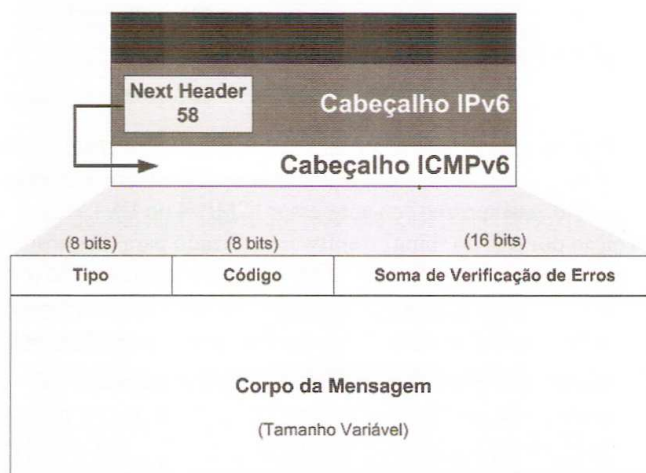 Next Header
58
Cabeçalho IPv6
Cabeçalho ICMPv6
(8 bits)
(8 bits)
(16 bits)
Tipo
Código
Soma de Verificação de Erros
Corpo da Mensagem
(Tamanho Variável)